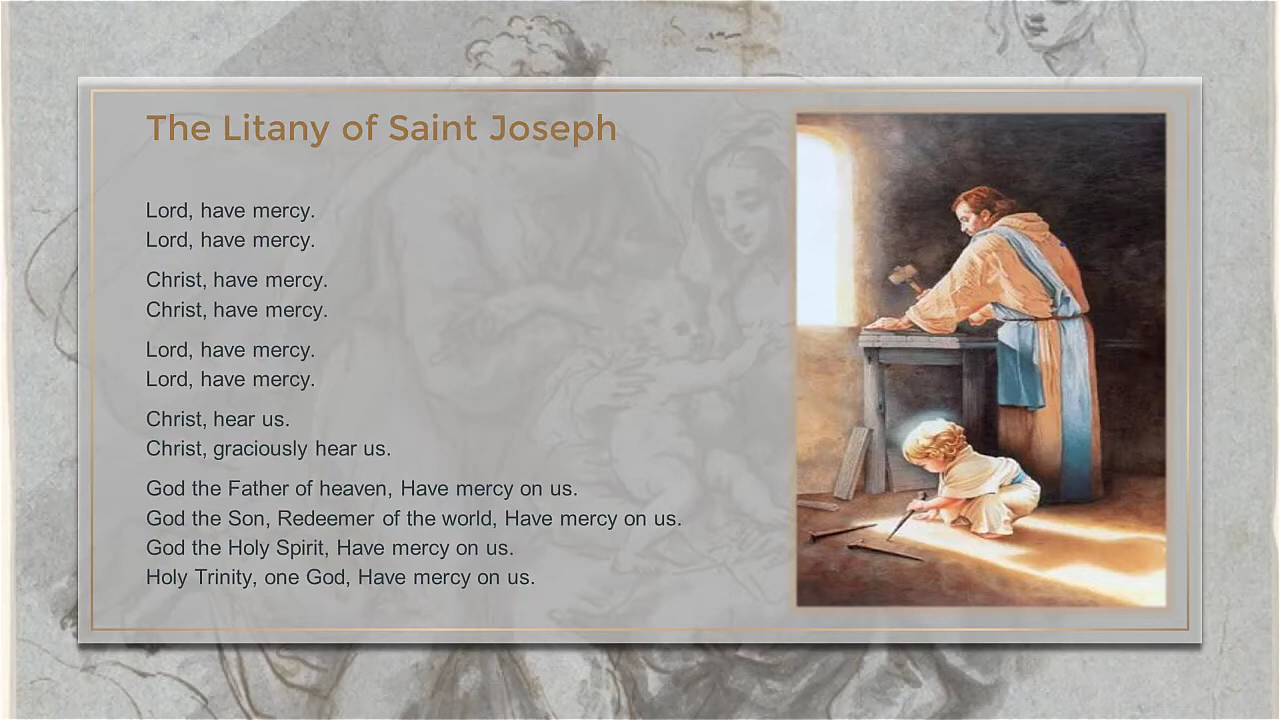 The Litany of Saint Joseph
Lord, have mercy.
Lord, have mercy.
Christ, have mercy.
Christ, have mercy.
Lord, have mercy.
Lord, have mercy.
Christ, hear us.
Christ, graciously hear us.
God the Father of heaven, Have mercy on us.
God the Son, Redeemer of the world, Have mercy on us.
God the Holy Spirit, Have mercy on us.
Holy Trinity, one God, Have mercy on us.